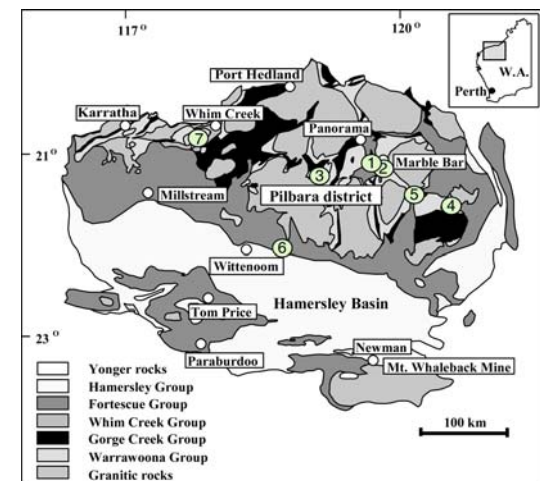 117°
120°
W.A.
Perth
Port Hedland
Karratha
Whim Creek
Panorama
7
21°
1
2
Marble Bar
3
Millstream
Pilbara district
5
4
6
Wittenoom
Hamersley Basin
Tom Price
23°
Newman
Paraburdoo
Mt. Whaleback Mine
Yonger rocks
Hamersley Group
Fortescue Group
Whim Creek Group
Gorge Creek Group
Warrawoona Group
Granitic rocks
100 km